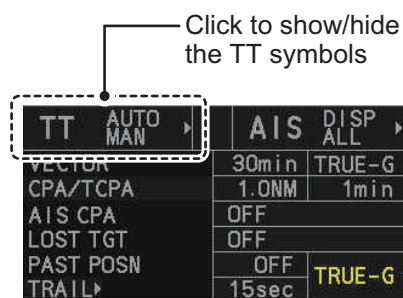 Click to show/hide
the TT symbols
TT AUTO MAN AIS DISP ALL
VECTOR 30min TRUE-G
CPA/TCPA 1.0NM 1min
AIS CPA OFF
LOST TGT OFF
PAST POSN OFF TRUE-G
TRAIL 15sec